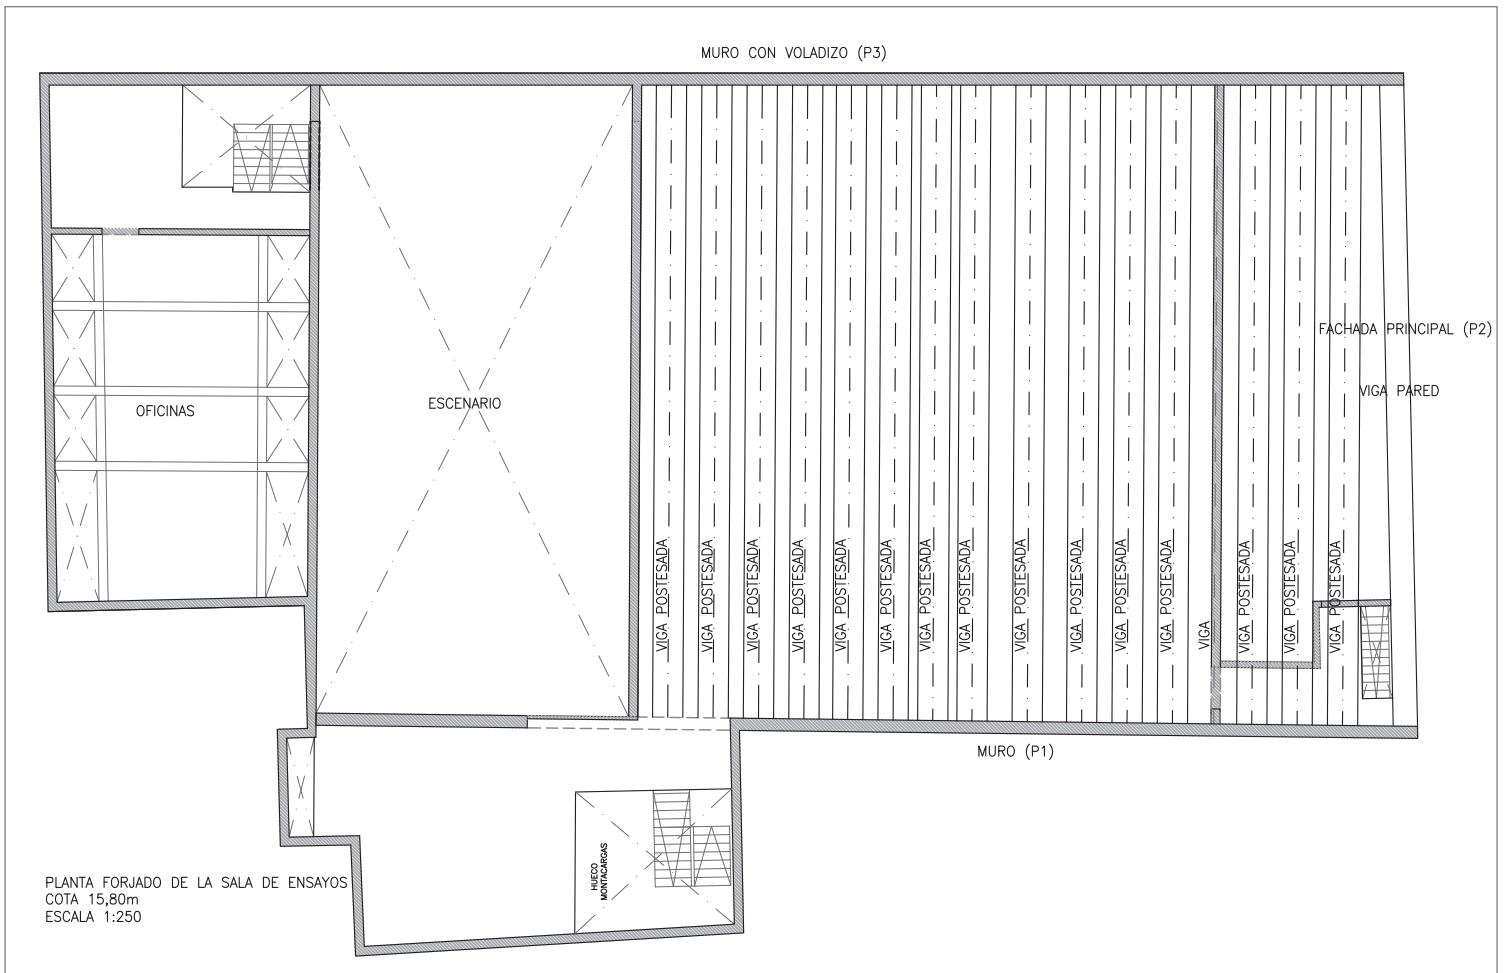 MURO CON VOLADIZO (P3)
FACHADA PRINCIPAL (P2)
VIGA PARED
OFICINAS
ESCENARIO
VIGA POSTESADA
VIGA POSTESADA
VIGA POSTESADA
VIGA POSTESADA
VIGA POSTESADA
VIGA POSTESADA
VIGA POSTESADA
VIGA POSTESADA
VIGA POSTESADA
VIGA POSTESADA
VIGA POSTESADA
VIGA POSTESADA
VIGA
VIGA POSTESADA
VIGA POSTESADA
VIGA POSTESADA
MURO (P1)
HUECO
MONTACARGAS
PLANTA FORJADO DE LA SALA DE ENSAYOS
COTA 15,80m
ESCALA 1:250